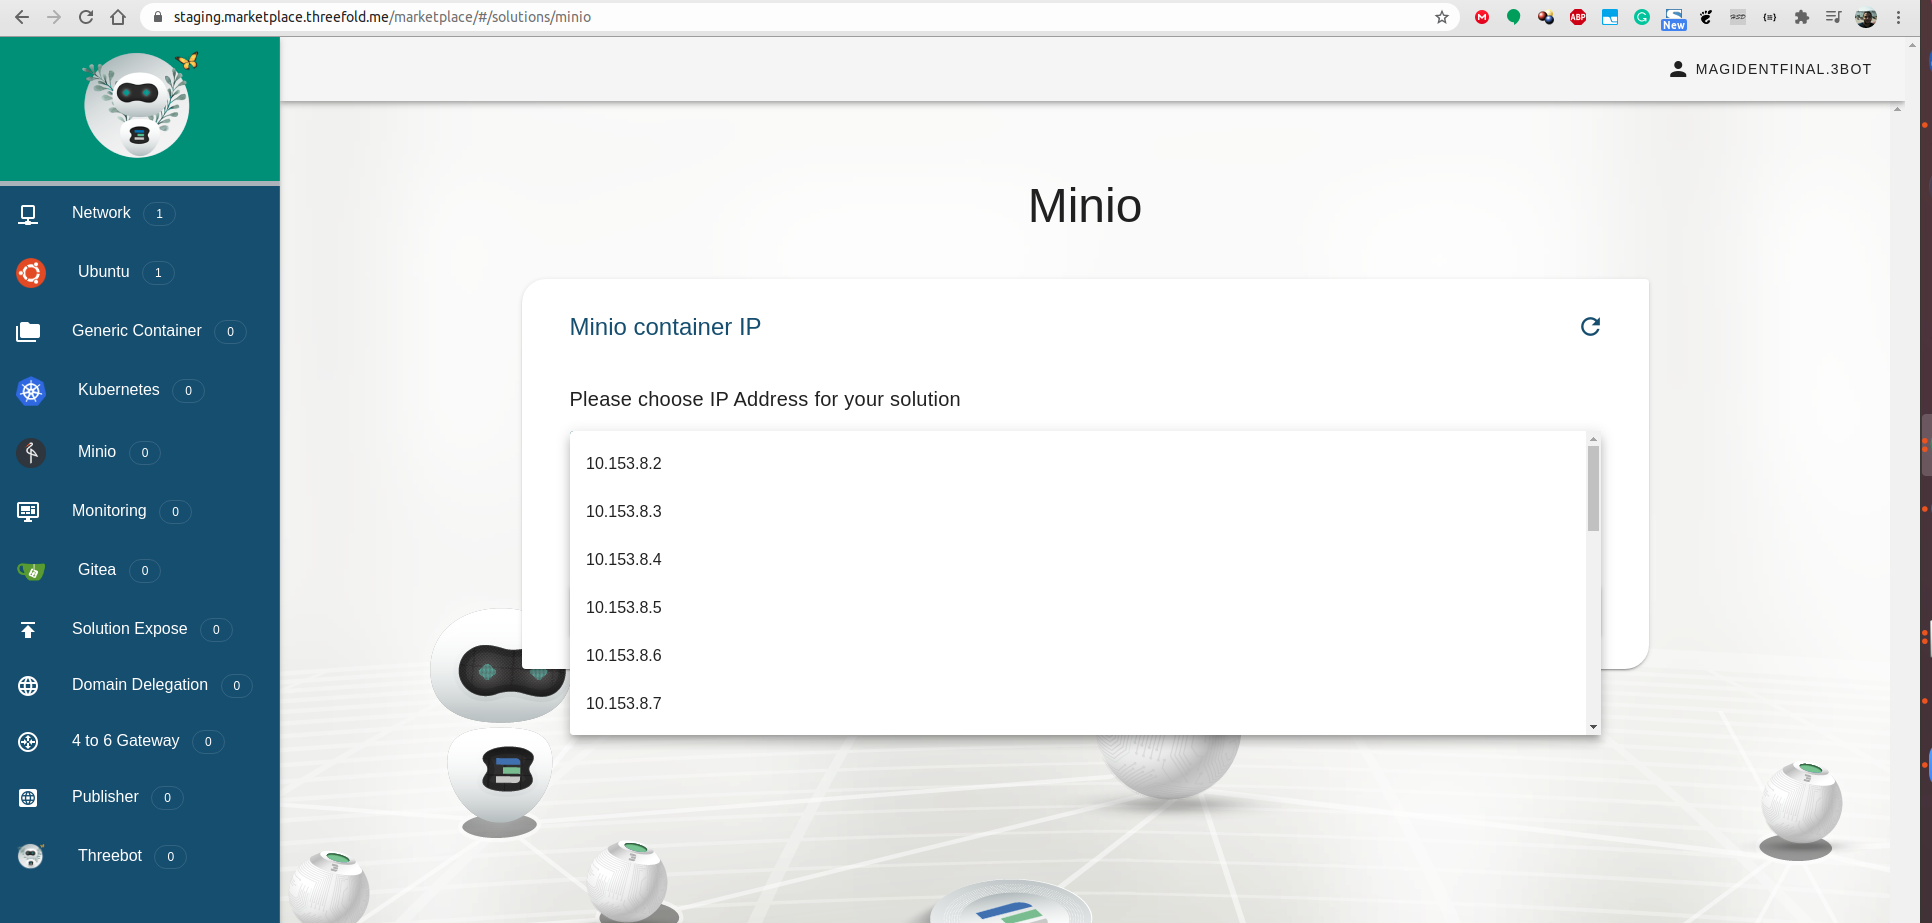 staging.marketplace.threefold.me/marketplace/#/solutions/minio
ABP
New
MAGIDENTFINAL.3BOT
Network 1
Ubuntu 1
Generic Container 0
Kubernetes 0
Minio 0
Monitoring 0
Gitea 0
Solution Expose 0
Domain Delegation 0
4 to 6 Gateway 0
Publisher 0
Threebot 0
Minio
Minio container IP
Please choose IP Address for your solution
10.153.8.2
10.153.8.3
10.153.8.4
10.153.8.5
10.153.8.6
10.153.8.7